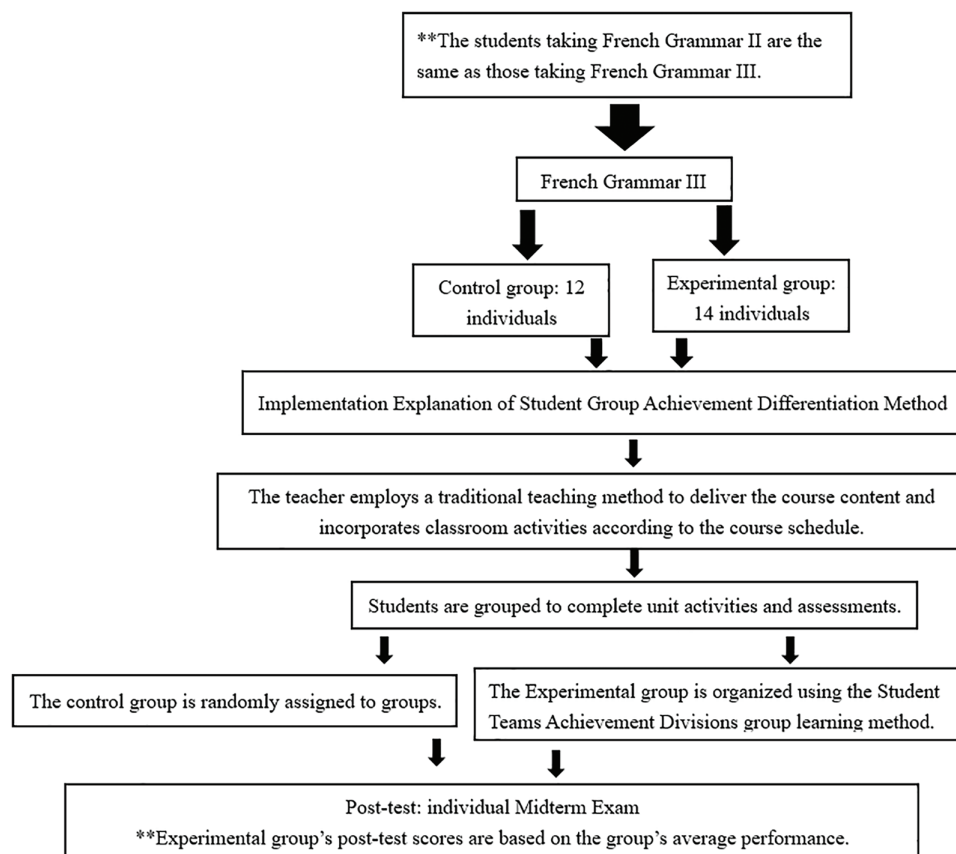 **The students taking French Grammar II are the
same as those taking French Grammar III.
French Grammar III
Control group: 12
individuals
Experimental group:
14 individuals
Implementation Explanation of Student Group Achievement Differentiation Method
The teacher employs a traditional teaching method to deliver the course content and
incorporates classroom activities according to the course schedule.
Students are grouped to complete unit activities and assessments.
The control group is randomly assigned to groups.
The Experimental group is organized using the Student
Teams Achievement Divisions group learning method.
Post-test: individual Midterm Exam
**Experimental group's post-test scores are based on the group's average performance.